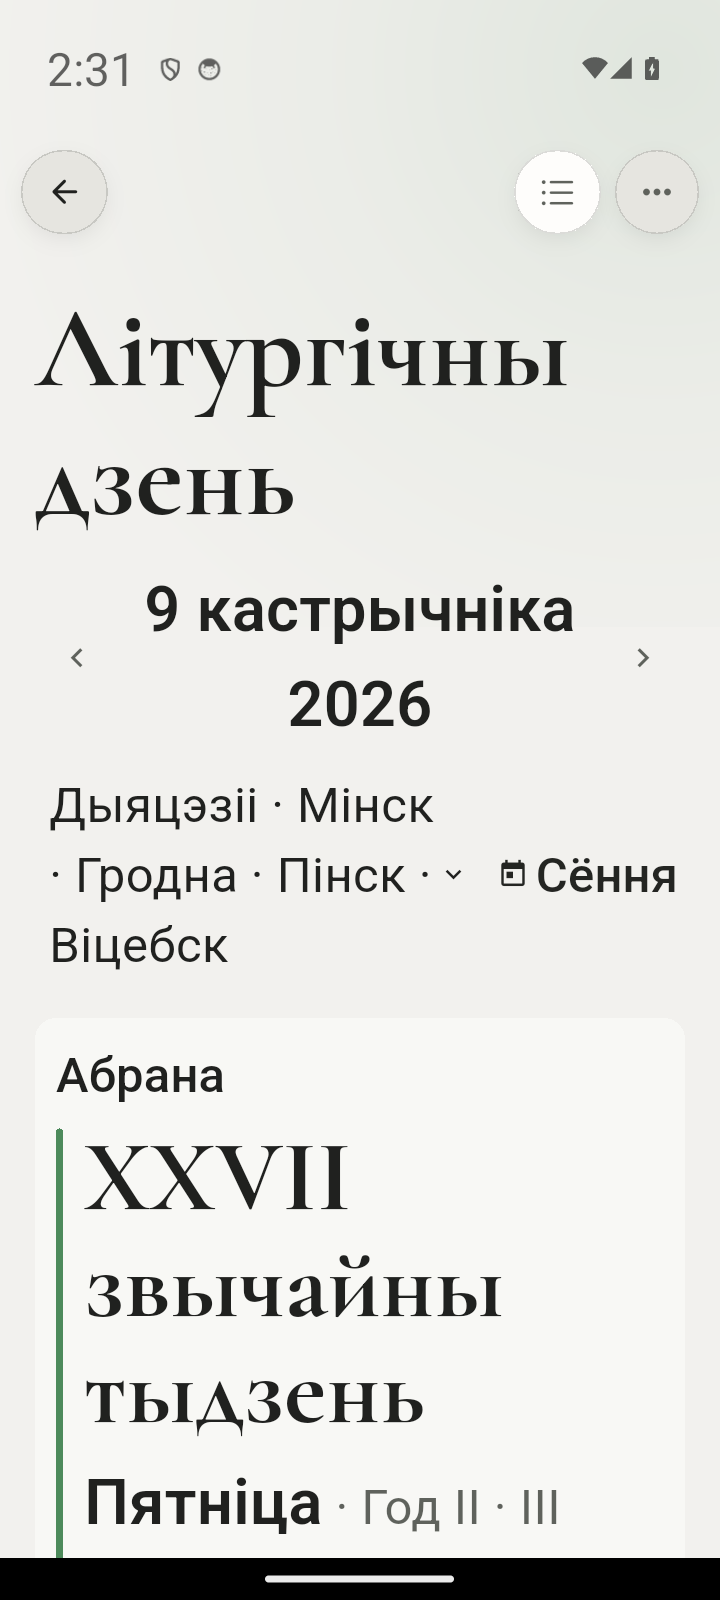 2:31
Літургічны
дзень
9 кастрычніка
2026
Дыяцэзіі · Мінск
· Гродна · Пінск ·
Віцебск
Сёння
Абрана
XXVII
звычайны
тыдзень
Пятніца · Год II · III